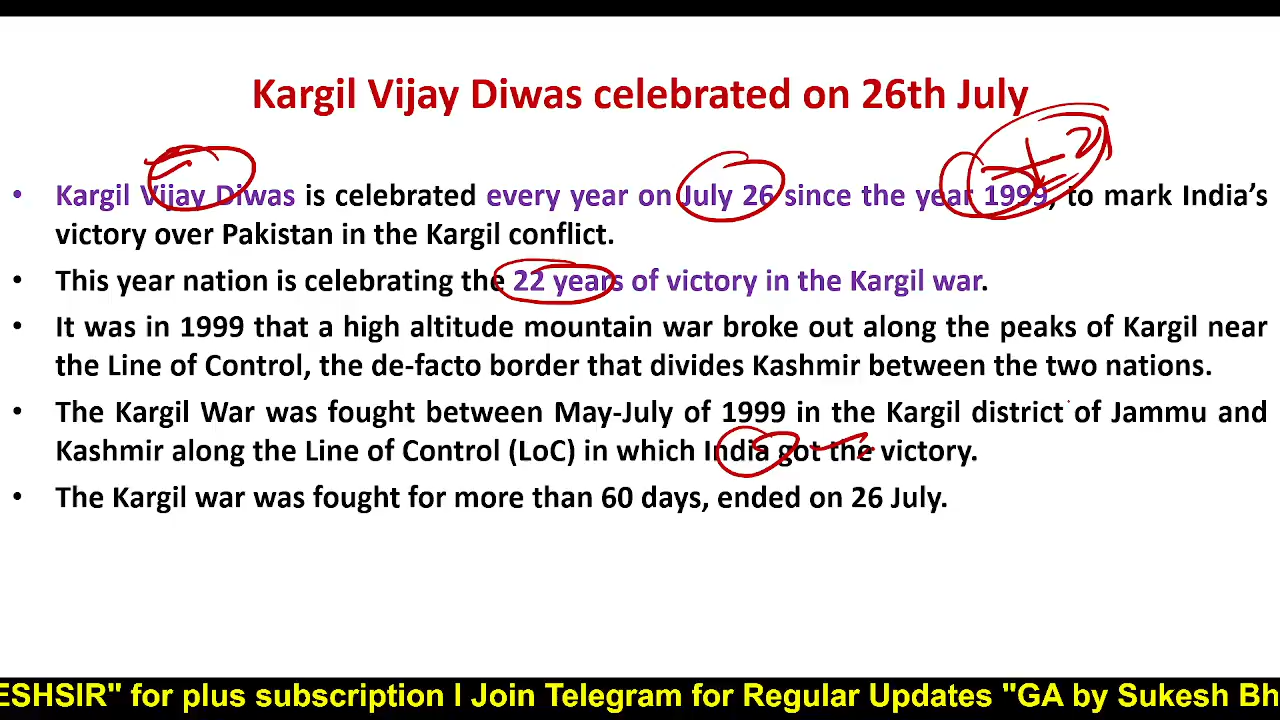 Kargil Vijay Diwas celebrated on 26th July
• Kargil Vijay Diwas is celebrated every year on July 26 since the year 1999, to mark India's
victory over Pakistan in the Kargil conflict.
• This year nation is celebrating the 22 years of victory in the Kargil war.
• It was in 1999 that a high altitude mountain war broke out along the peaks of Kargil near
the Line of Control, the de-facto border that divides Kashmir between the two nations.
• The Kargil War was fought between May-July of 1999 in the Kargil district of Jammu and
Kashmir along the Line of Control (LoC) in which India got the victory.
• The Kargil war was fought for more than 60 days, ended on 26 July.
ESHSIR" for plus subscription l Join Telegram for Regular Updates "GA by Sukesh Bh